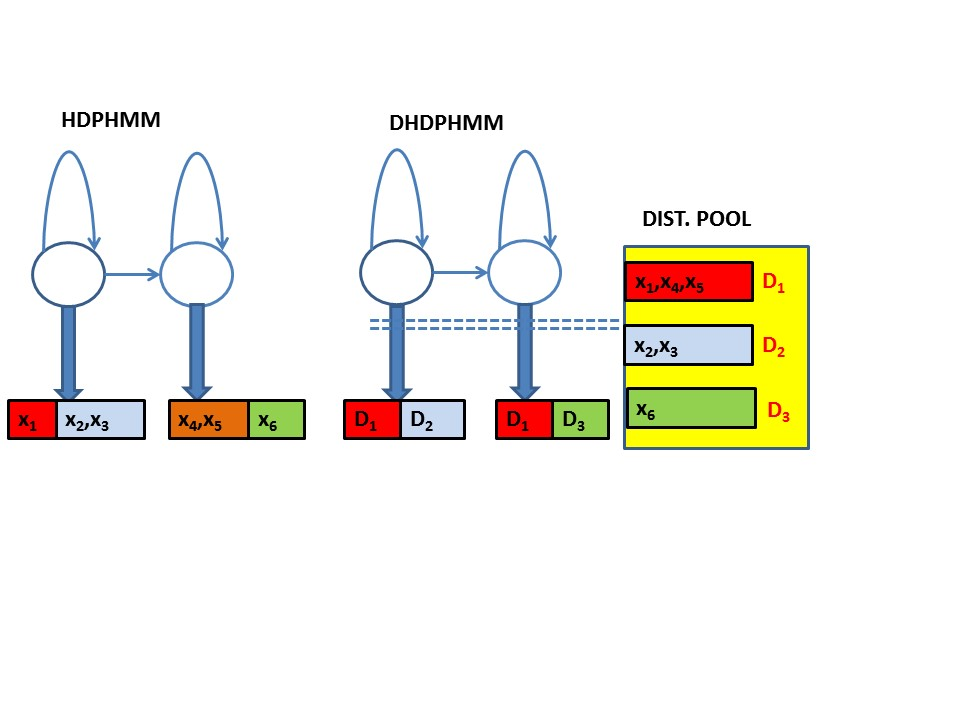 HDPHMM
DHDPHMM
DIST. POOL
x₁,x₄,x₅ D₁
x₂,x₃ D₂
x₆ D₃
x₁ x₂,x₃ x₄,x₅ x₆ D₁ D₂ D₁ D₃